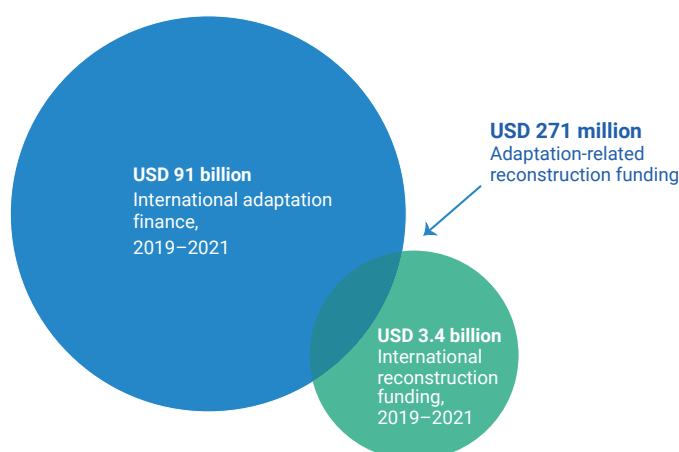 USD 271 million
Adaptation-related
reconstruction funding
USD 91 billion
International adaptation
finance,
2019–2021
USD 3.4 billion
International
reconstruction
funding,
2019–2021